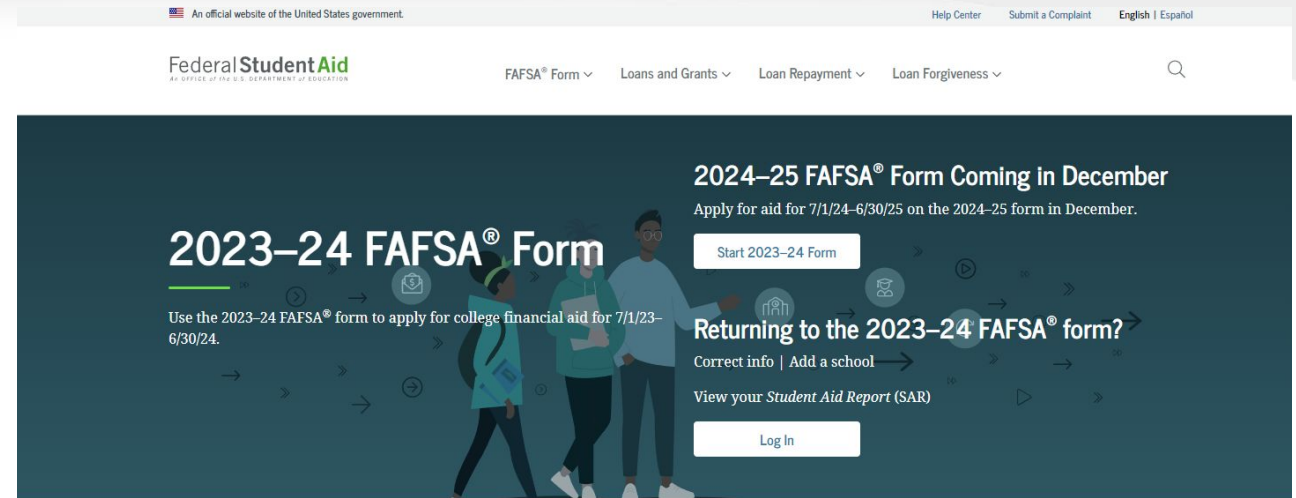 An official website of the United States government.
Help Center Submit a Complaint English | Español
Federal Student Aid
An OFFICE of the U.S. DEPARTMENT of EDUCATION
FAFSA® Form Loans and Grants Loan Repayment Loan Forgiveness
2023–24 FAFSA® Form
Use the 2023–24 FAFSA® form to apply for college financial aid for 7/1/23–
6/30/24.
2024–25 FAFSA® Form Coming in December
Apply for aid for 7/1/24–6/30/25 on the 2024–25 form in December.
Start 2023–24 Form
Returning to the 2023–24 FAFSA® form?
Correct info | Add a school
View your Student Aid Report (SAR)
Log In